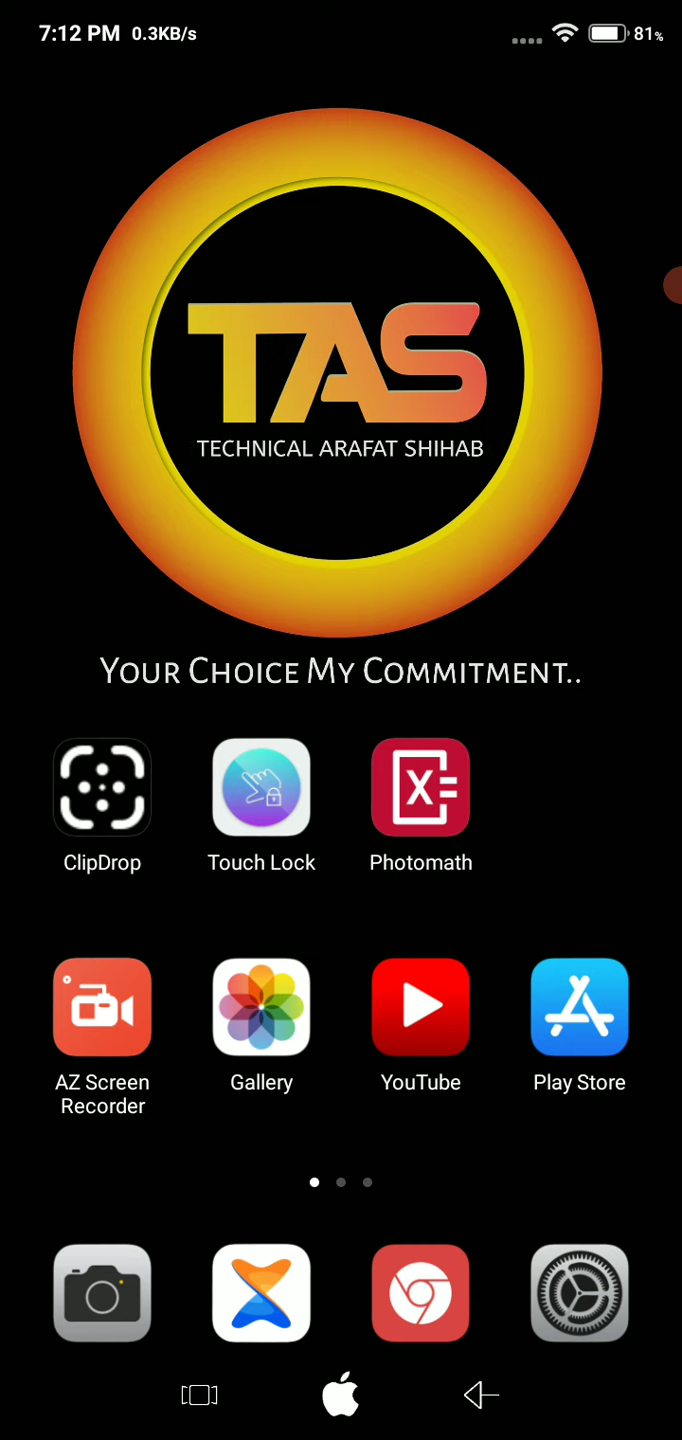 7:12 PM 0.3KB/s 81%
TAS
TECHNICAL ARAFAT SHIHAB
YOUR CHOICE MY COMMITMENT..
ClipDrop Touch Lock Photomath
AZ Screen Recorder Gallery YouTube Play Store